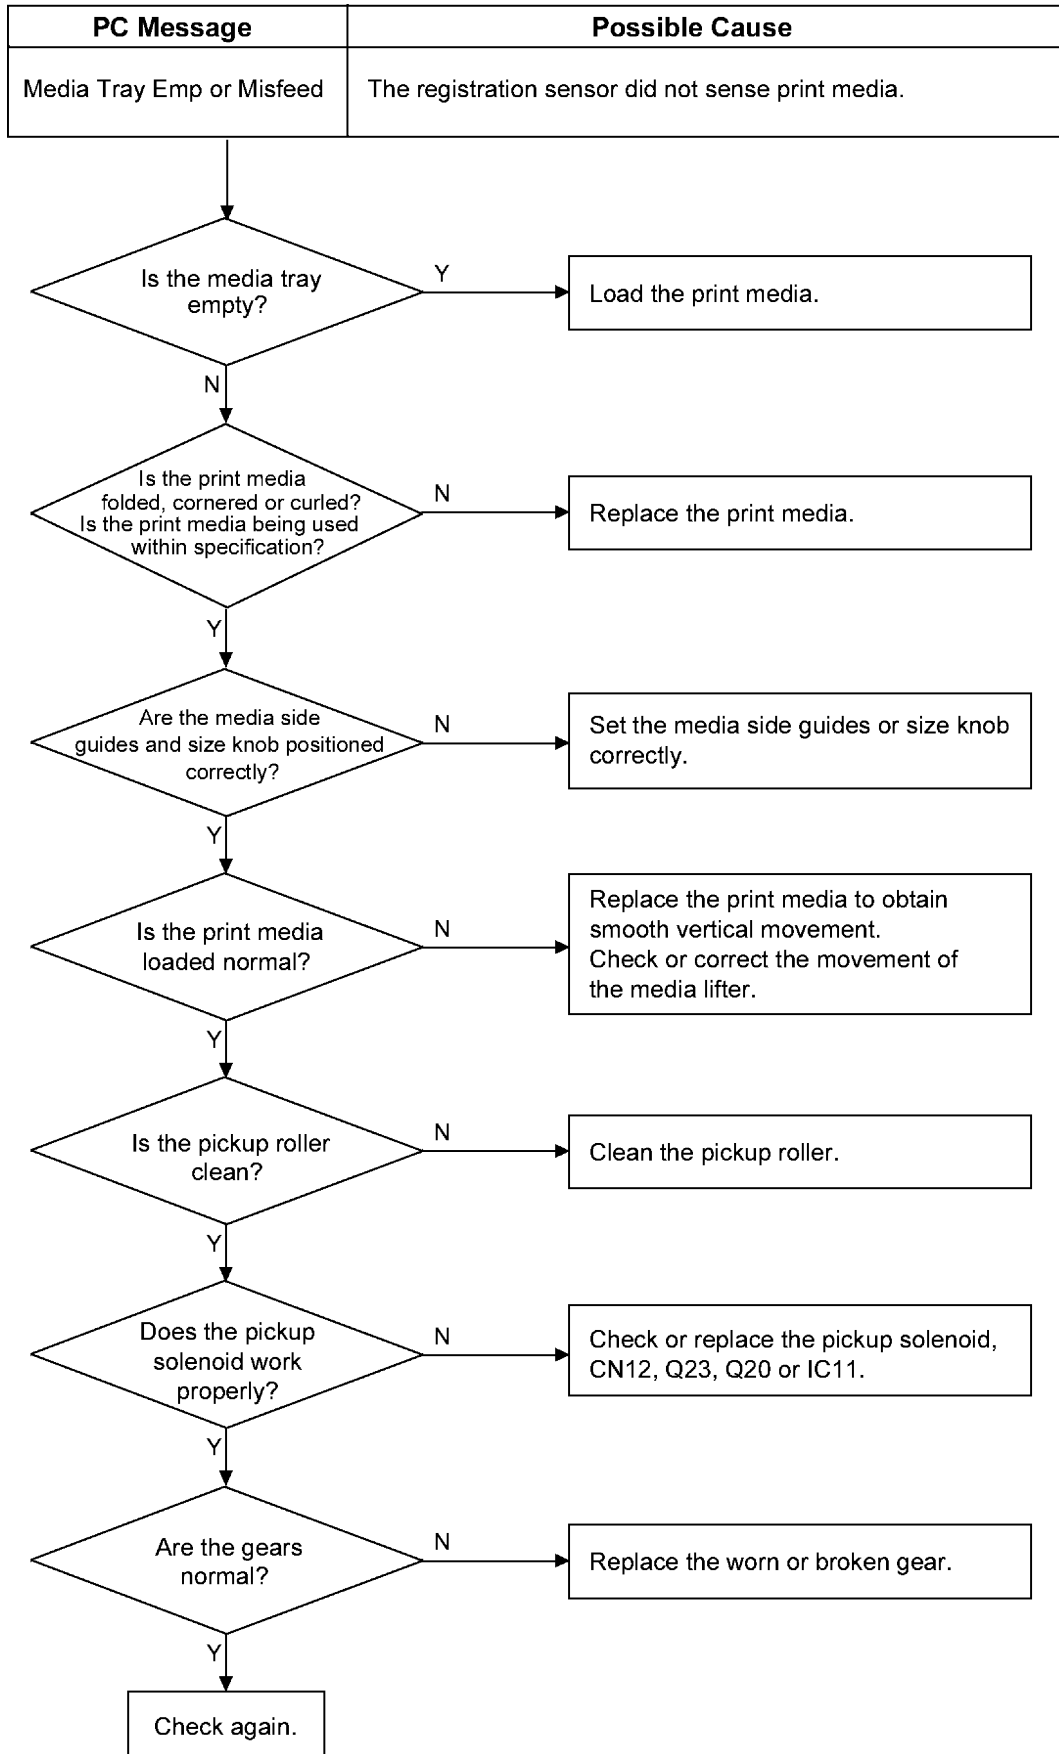 PC Message
Possible Cause
Media Tray Emp or Misfeed
The registration sensor did not sense print media.
Is the media tray
empty?
Y
Load the print media.
N
Is the print media
folded, cornered or curled?
Is the print media being used
within specification?
N
Replace the print media.
Y
Are the media side
guides and size knob positioned
correctly?
N
Set the media side guides or size knob
correctly.
Y
Is the print media
loaded normal?
N
Replace the print media to obtain
smooth vertical movement.
Check or correct the movement of
the media lifter.
Y
Is the pickup roller
clean?
N
Clean the pickup roller.
Y
Does the pickup
solenoid work
properly?
N
Check or replace the pickup solenoid,
CN12, Q23, Q20 or IC11.
Y
Are the gears
normal?
N
Replace the worn or broken gear.
Y
Check again.